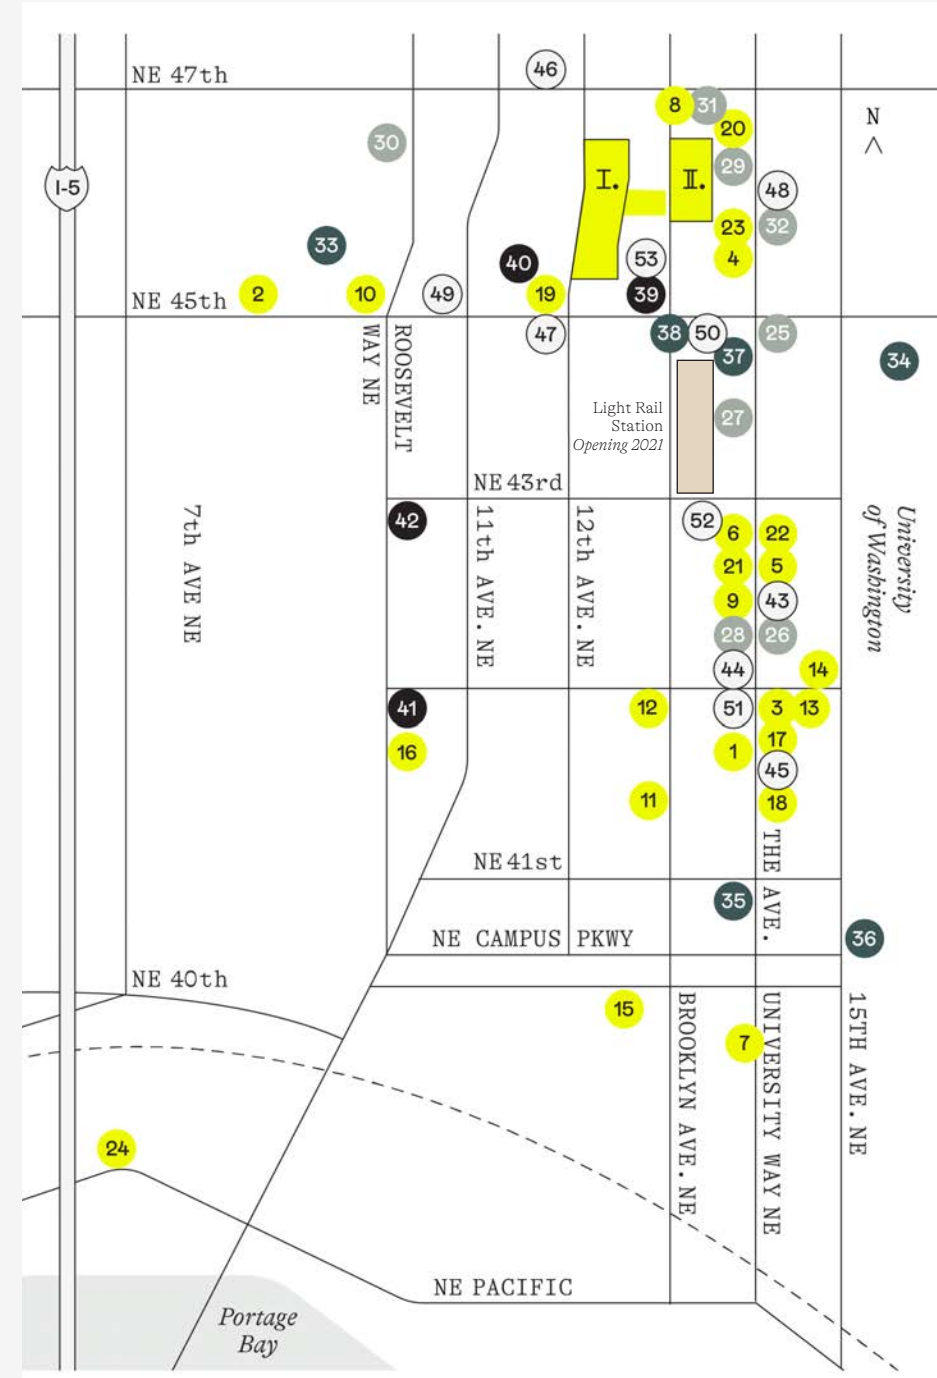 NE 47th
46
8
31
20
N
30
I-5
I.
II.
29
48
33
23
32
40
53
4
2
10
49
19
39
NE 45th
47
38
50
25
37
34
WAY NE
ROOSEVELT
Light Rail
Station
Opening 2021
27
NE 43rd
42
52
6
22
7th AVE NE
11th AVE. NE
12th AVE. NE
University
of Washington
21
5
9
43
28
26
44
14
41
12
51
3
13
16
1
17
45
11
18
THE AVE.
NE 41st
35
NE CAMPUS PKWY
36
NE 40th
15
7
BROOKLYN AVE. NE
UNIVERSITY WAY NE
15TH AVE. NE
24
NE PACIFIC
Portage
Bay